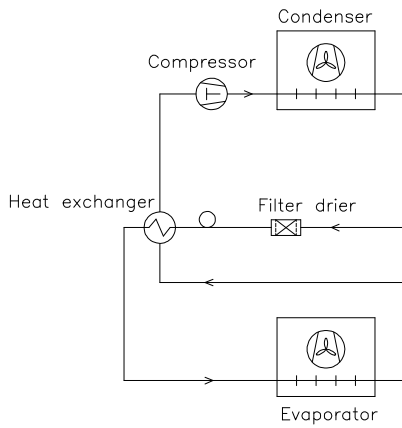 Condenser
Compressor
Heat exchanger
Filter drier
Evaporator